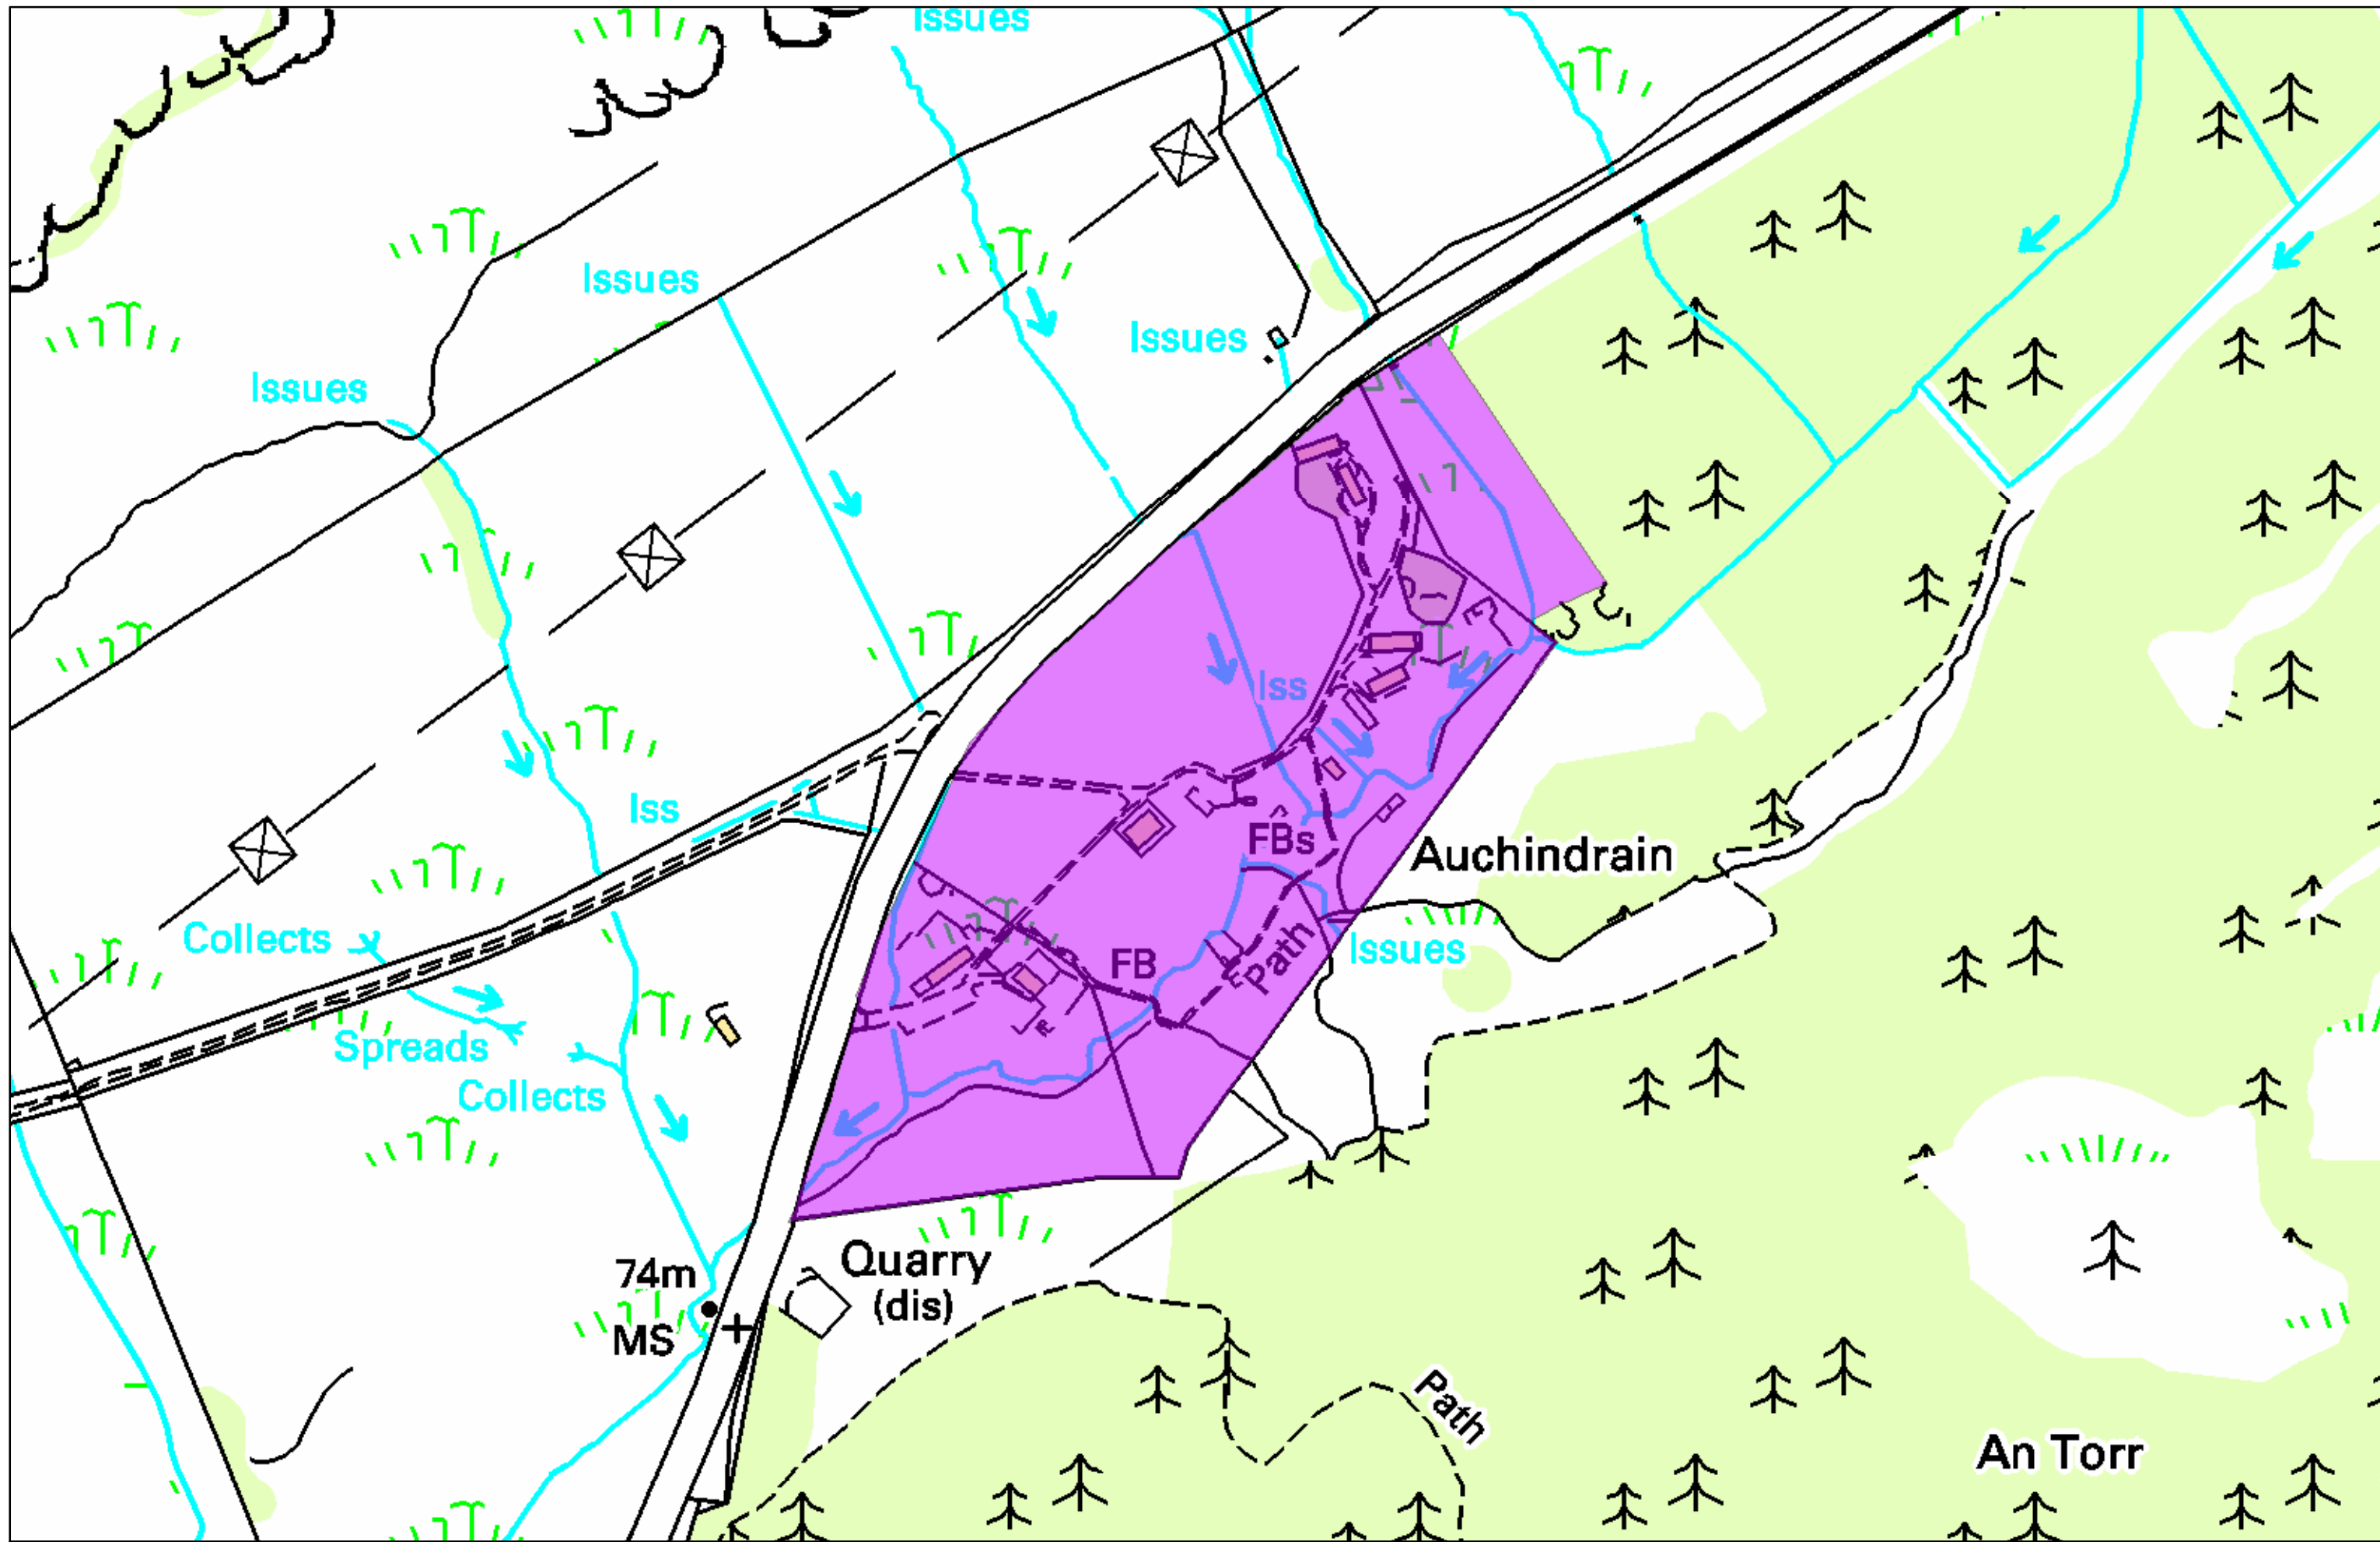 Issues
Issues
Issues
Issues
Iss
Iss
FBs
Auchindrain
Collects
FB
Path
Issues
Spreads
Collects
74m
MS
Quarry
(dis)
Path
An Torr